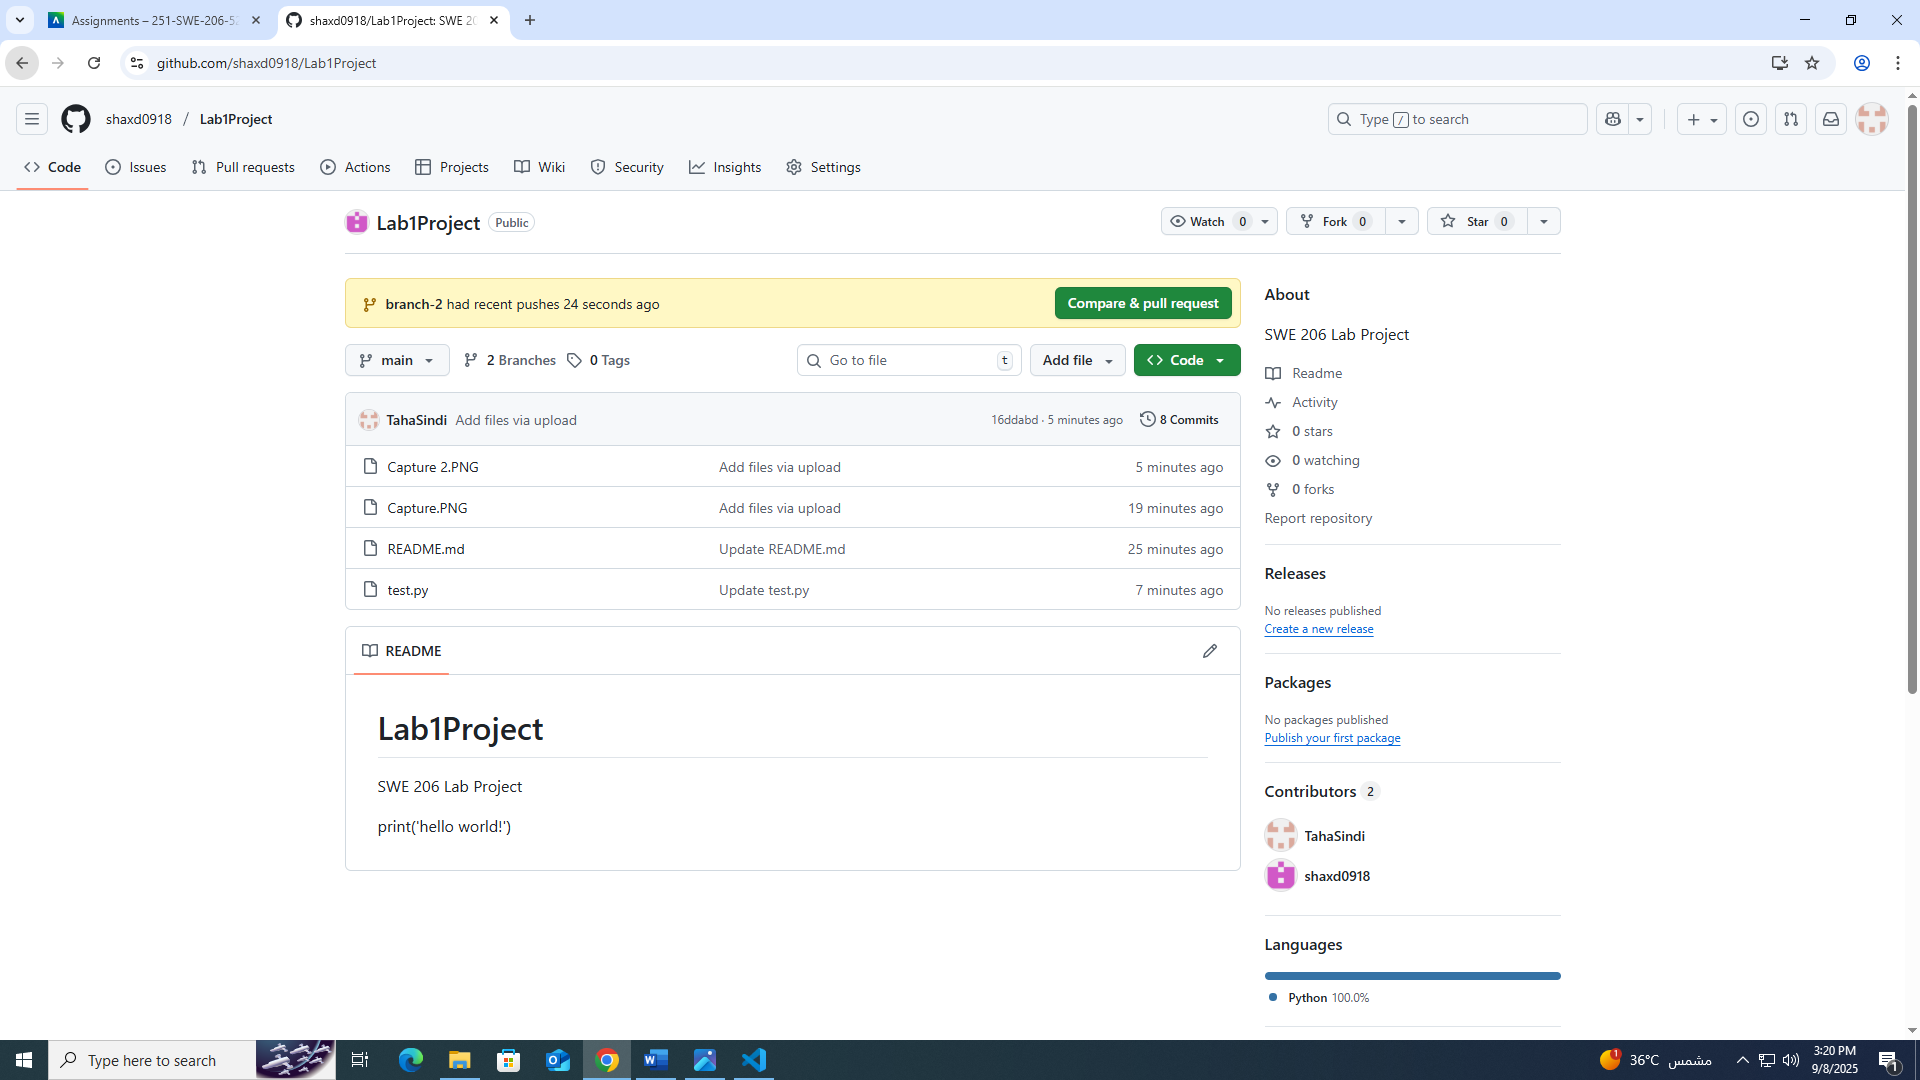 Assignments – 251-SWE-206-52
shaxd0918/Lab1Project: SWE 20
github.com/shaxd0918/Lab1Project
shaxd0918 / Lab1Project
Type / to search
Code Issues Pull requests Actions Projects Wiki Security Insights Settings
Lab1Project Public
Watch 0 Fork 0 Star 0
branch-2 had recent pushes 24 seconds ago Compare & pull request
main 2 Branches 0 Tags Go to file t Add file Code
TahaSindi Add files via upload 16ddabd · 5 minutes ago 8 Commits
Capture 2.PNG Add files via upload 5 minutes ago
Capture.PNG Add files via upload 19 minutes ago
README.md Update README.md 25 minutes ago
test.py Update test.py 7 minutes ago
README
Lab1Project
SWE 206 Lab Project
print('hello world!')
About
SWE 206 Lab Project
Readme
Activity
0 stars
0 watching
0 forks
Report repository
Releases
No releases published
Create a new release
Packages
No packages published
Publish your first package
Contributors 2
TahaSindi
shaxd0918
Languages
Python 100.0%
Type here to search
1 36°C مشمس
3:20 PM
9/8/2025
1